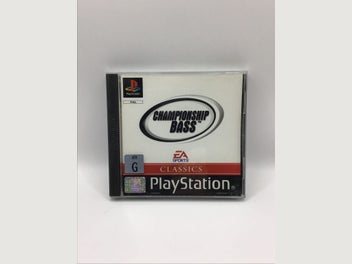 CHAMPIONSHIP
BASS
EA
SPORTS
G
CLASSICS
PlayStation